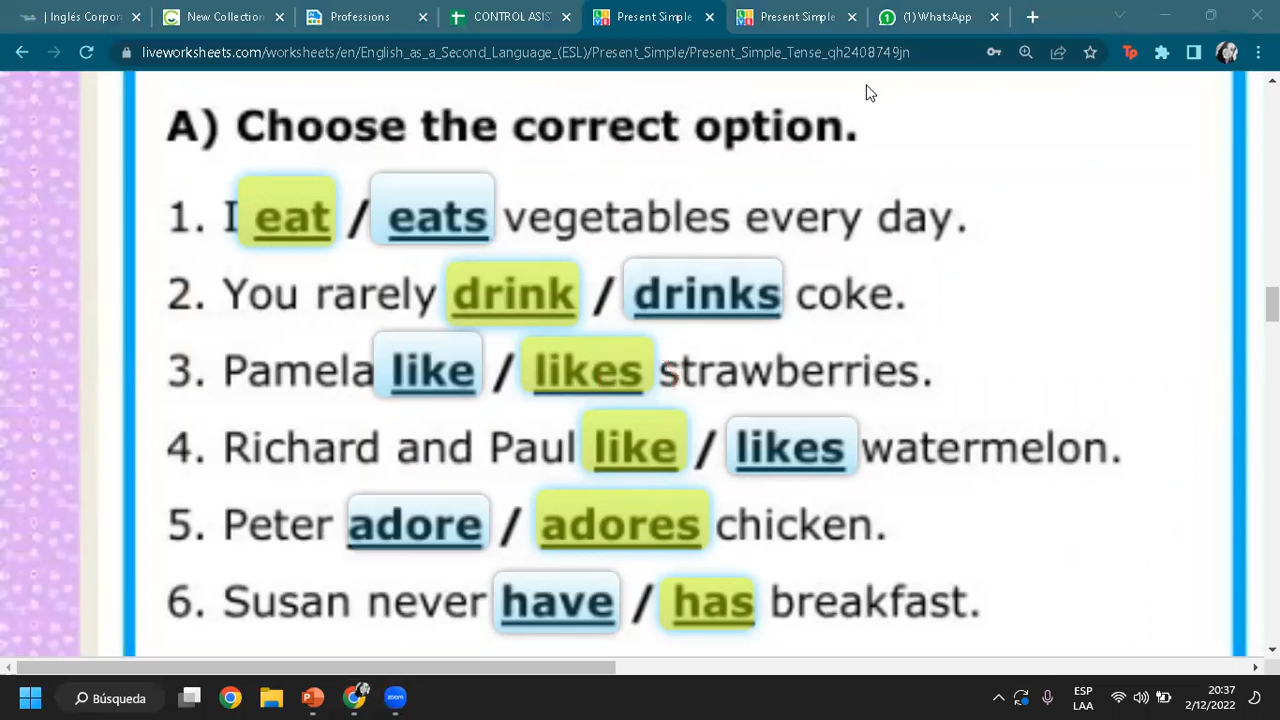 | Inglés Corpor
New Collection
Professions
CONTROL ASIS
Present Simple
Present Simple
(1) WhatsApp
liveworksheets.com/worksheets/en/English_as_a_Second_Language_(ESL)/Present_Simple/Present_Simple_Tense_qh2408749jn
A) Choose the correct option.
1. I eat / eats vegetables every day.
2. You rarely drink / drinks coke.
3. Pamela like / likes strawberries.
4. Richard and Paul like / likes watermelon.
5. Peter adore / adores chicken.
6. Susan never have / has breakfast.
Búsqueda
zoom
ESP
LAA
20:37
2/12/2022